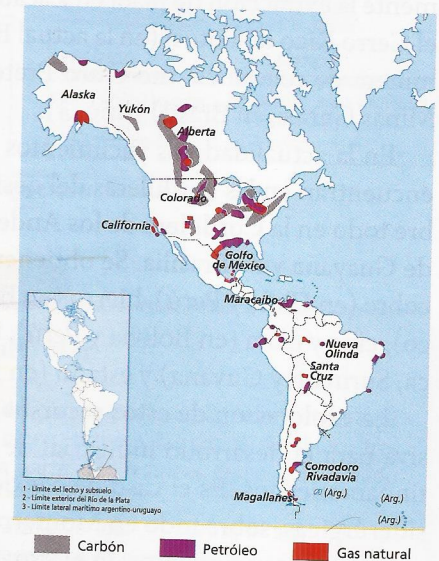 Alaska
Yukón
Alberta
Colorado
California
Golfo
de México
Maracaibo
Nueva
Olinda
Santa
Cruz
Comodoro
Rivadavia
Magallanes
(Arg.)
(Arg.)
(Arg.)
1 - Límite del lecho y subsuelo
2 - Límite exterior del Río de la Plata
3 - Límite lateral marítimo argentino-uruguayo
Carbón
Petróleo
Gas natural